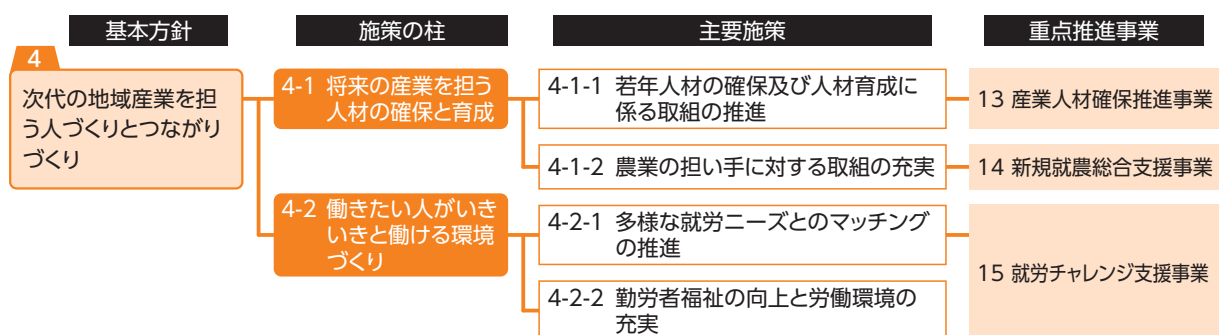 基本方針
施策の柱
主要施策
重点推進事業
4
次代の地域産業を担
う人づくりとつながり
づくり
4-1 将来の産業を担う
人材の確保と育成
4-1-1 若年人材の確保及び人材育成に
係る取組の推進
13 産業人材確保推進事業
4-1-2 農業の担い手に対する取組の充実
14 新規就農総合支援事業
4-2 働きたい人がいき
いきと働ける環境
づくり
4-2-1 多様な就労ニーズとのマッチング
の推進
15 就労チャレンジ支援事業
4-2-2 勤労者福祉の向上と労働環境の
充実